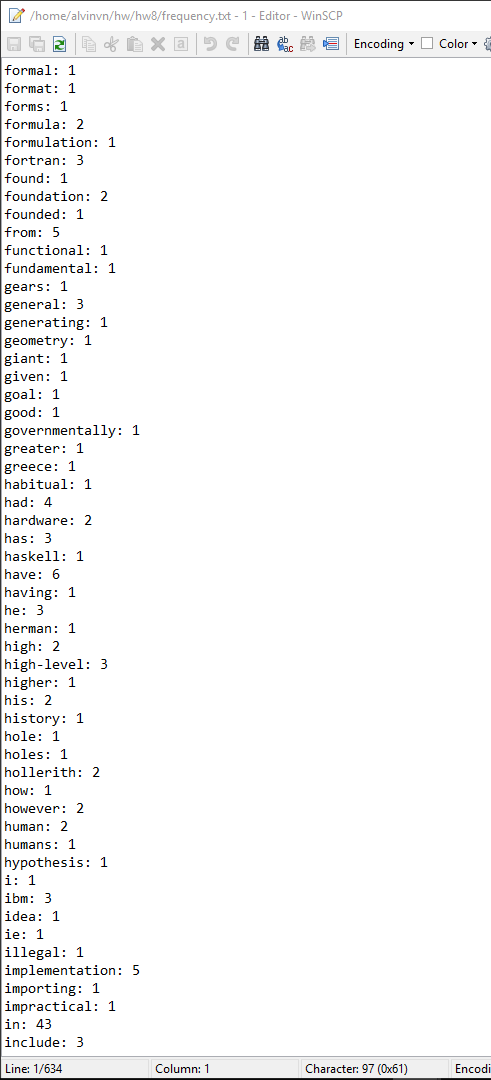 /home/alvinvn/hw/hw8/frequency.txt - 1 - Editor - WinSCP
Encoding Color
formal: 1
format: 1
forms: 1
formula: 2
formulation: 1
fortran: 3
found: 1
foundation: 2
founded: 1
from: 5
functional: 1
fundamental: 1
gears: 1
general: 3
generating: 1
geometry: 1
giant: 1
given: 1
goal: 1
good: 1
governmentally: 1
greater: 1
greece: 1
habitual: 1
had: 4
hardware: 2
has: 3
haskell: 1
have: 6
having: 1
he: 3
herman: 1
high: 2
high-level: 3
higher: 1
his: 2
history: 1
hole: 1
holes: 1
hollerith: 2
how: 1
however: 2
human: 2
humans: 1
hypothesis: 1
i: 1
ibm: 3
idea: 1
ie: 1
illegal: 1
implementation: 5
importing: 1
impractical: 1
in: 43
include: 3
Line: 1/634 Column: 1 Character: 97 (0x61) Encodi